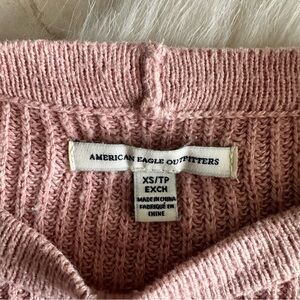 AMERICAN EAGLE OUTFITTERS
XS/TP
EXCH
MADE IN CHINA
FABRIQUÉ EN
CHINE